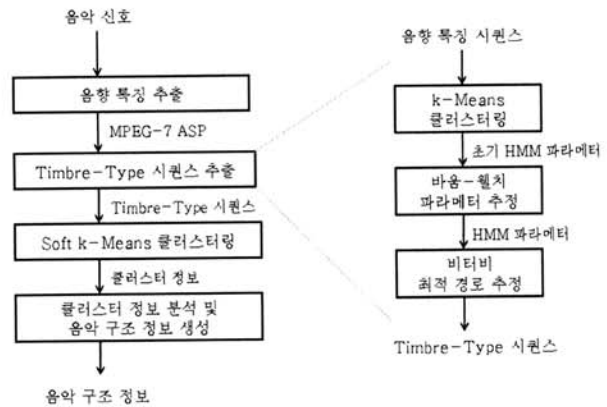 음악 신호
음향 특징 추출
MPEG-7 ASP
Timbre-Type 시퀀스 추출
Timbre-Type 시퀀스
Soft k-Means 클러스터링
클러스터 정보
클러스터 정보 분석 및
음악 구조 정보 생성
음악 구조 정보
음향 특징 시퀀스
k-Means
클러스터링
초기 HMM 파라메터
바움-웰치
파라메터 추정
HMM 파라메터
비터비
최적 경로 추정
Timbre-Type 시퀀스